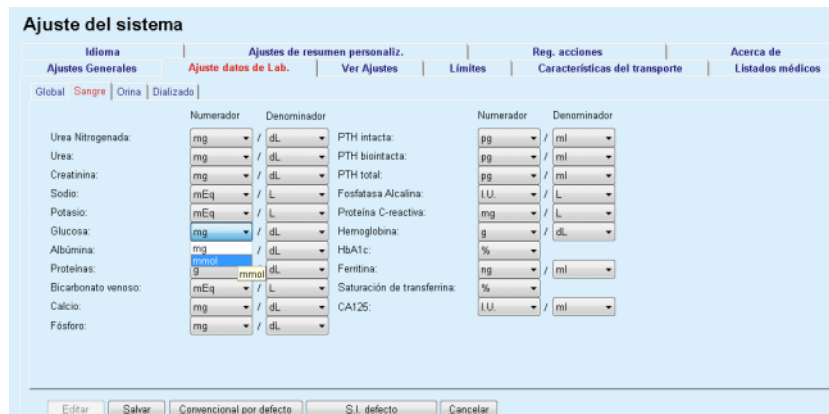 Ajuste del sistema
Idioma Ajustes de resumen personaliz. Reg. acciones Acerca de
Ajustes Generales Ajuste datos de Lab. Ver Ajustes Límites Características del transporte Listados médicos
Global Sangre Orina Dializado
Numerador Denominador Numerador Denominador
Urea Nitrogenada: mg / dL PTH intacta: pg / ml
Urea: mg / dL PTH biointacta: pg / ml
Creatinina: mg / dL PTH total: pg / ml
Sodio: mEq / L Fosfatasa Alcalina: I.U. / L
Potasio: mEq / L Proteína C-reactiva: mg / L
Glucosa: mg / dL Hemoglobina: g / dL
Albúmina: mg / dL HbA1c: %
mmol
Proteínas: g mmol dL Ferritina: ng / ml
Bicarbonato venoso: mEq / L Saturación de transferrina: %
Calcio: mg / dL CA125: I.U. / ml
Fósforo: mg / dL
Editar Salvar Convencional por defecto S.I. defecto Cancelar